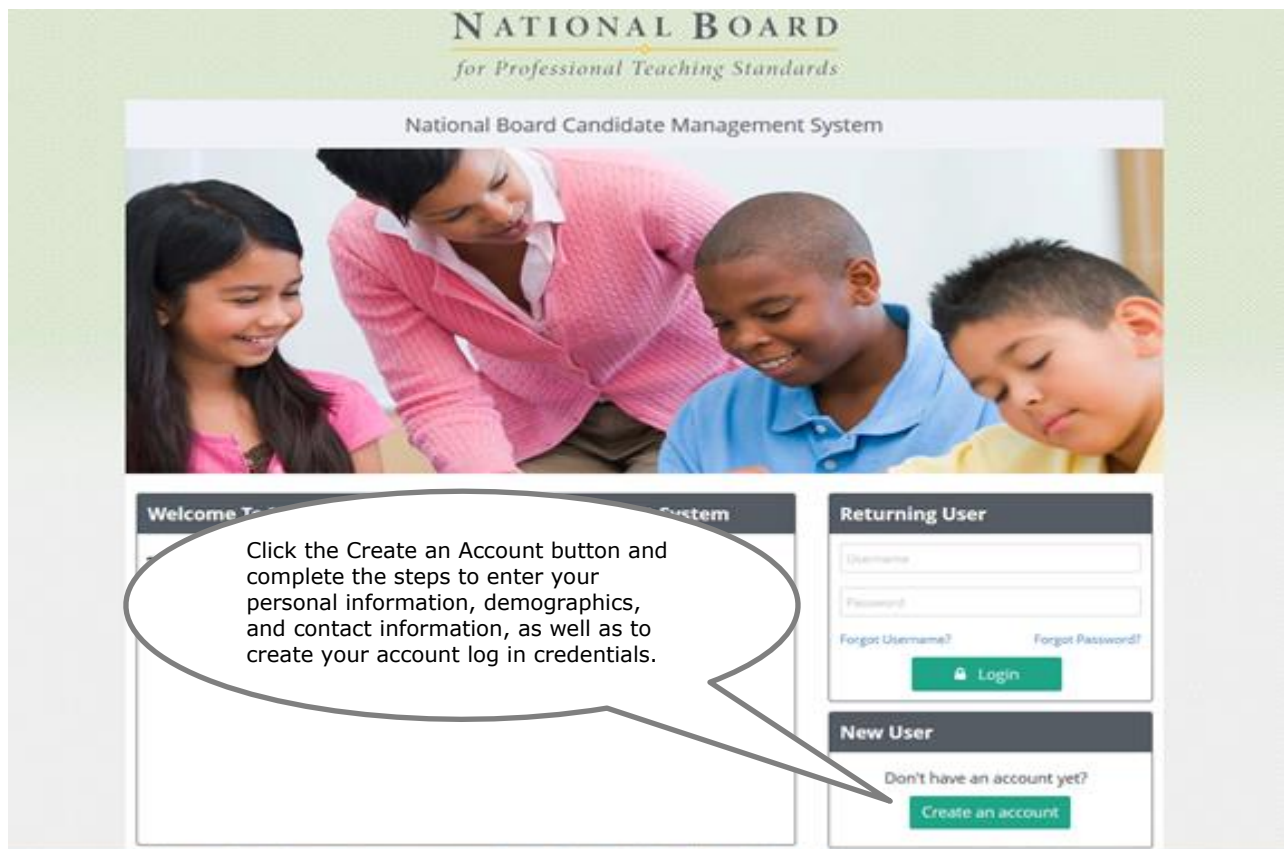 NATIONAL BOARD
for Professional Teaching Standards
National Board Candidate Management System
Welcome To System
Click the Create an Account button and
complete the steps to enter your
personal information, demographics,
and contact information, as well as to
create your account log in credentials.
Returning User
Username
Password
Forgot Username? Forgot Password?
Login
New User
Don't have an account yet?
Create an account